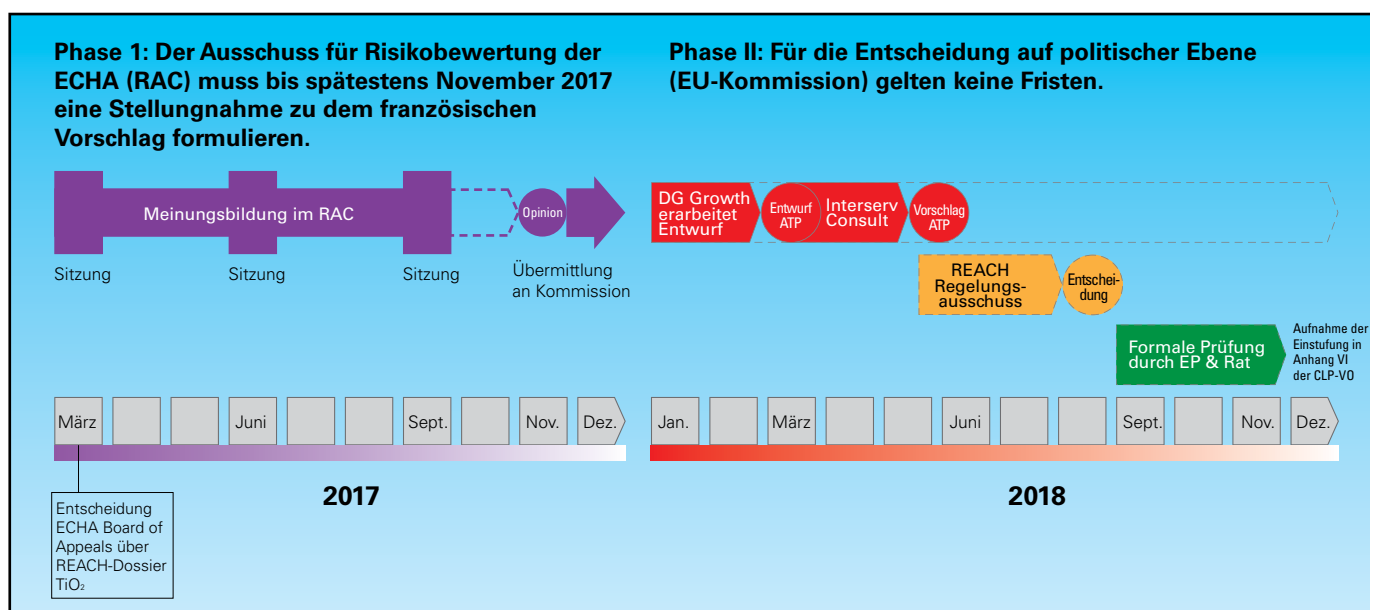 Phase 1: Der Ausschuss für Risikobewertung der
ECHA (RAC) muss bis spätestens November 2017
eine Stellungnahme zu dem französischen
Vorschlag formulieren.
Phase II: Für die Entscheidung auf politischer Ebene
(EU-Kommission) gelten keine Fristen.
Meinungsbildung im RAC
Opinion
Sitzung
Sitzung
Sitzung
Übermittlung
an Kommission
DG Growth
erarbeitet
Entwurf
Entwurf
ATP
Interserv
Consult
Vorschlag
ATP
REACH
Regelungs-
ausschuss
Entschei-
dung
Formale Prüfung
durch EP & Rat
Aufnahme der
Einstufung in
Anhang VI
der CLP-VO
März
Juni
Sept.
Nov.
Dez.
Jan.
März
Juni
Sept.
Nov.
Dez.
2017
2018
Entscheidung
ECHA Board of
Appeals über
REACH-Dossier
TiO₂